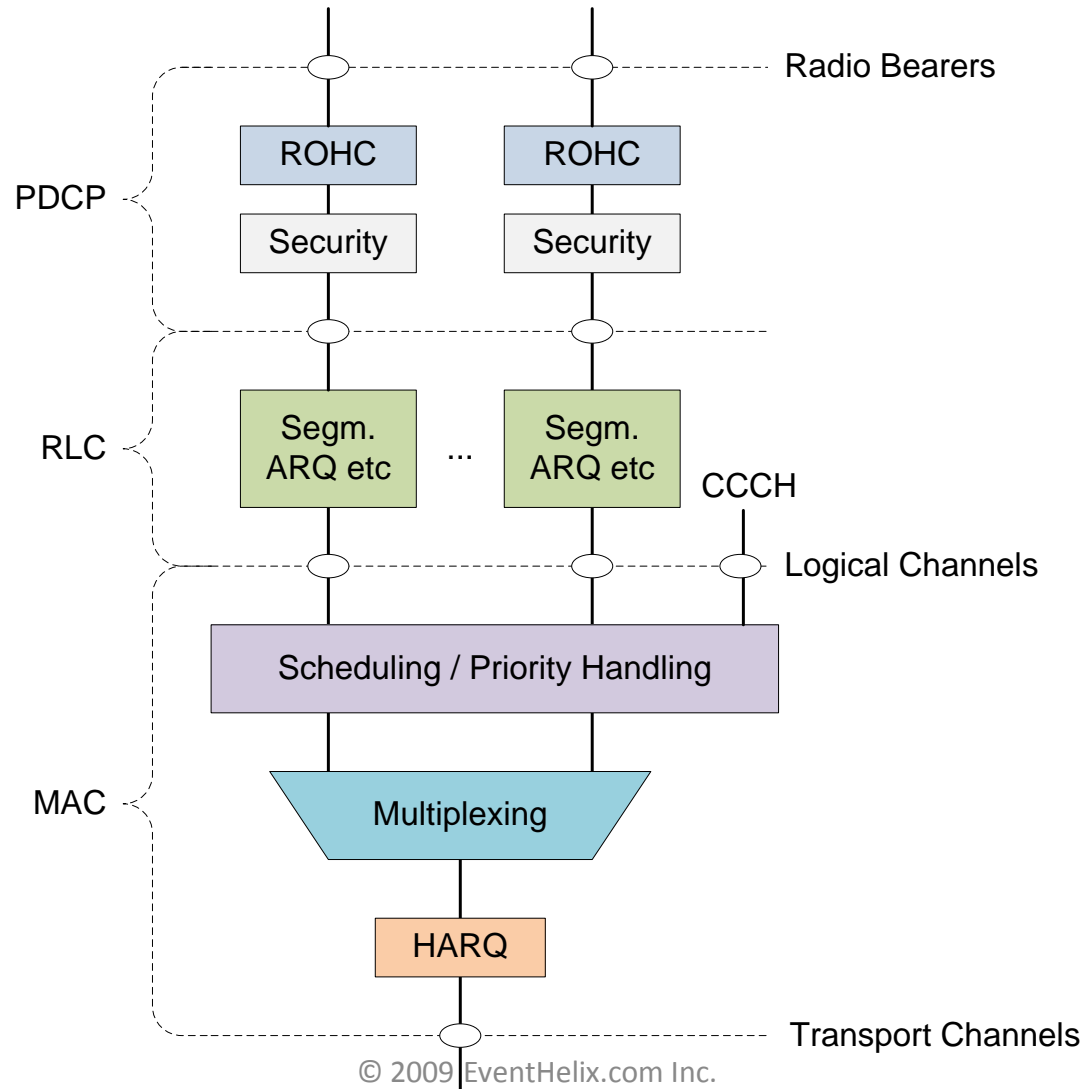 Radio Bearers
ROHC
ROHC
PDCP
Security
Security
Segm.
ARQ etc
...
Segm.
ARQ etc
RLC
CCCH
Logical Channels
Scheduling / Priority Handling
MAC
Multiplexing
HARQ
Transport Channels
© 2009 EventHelix.com Inc.